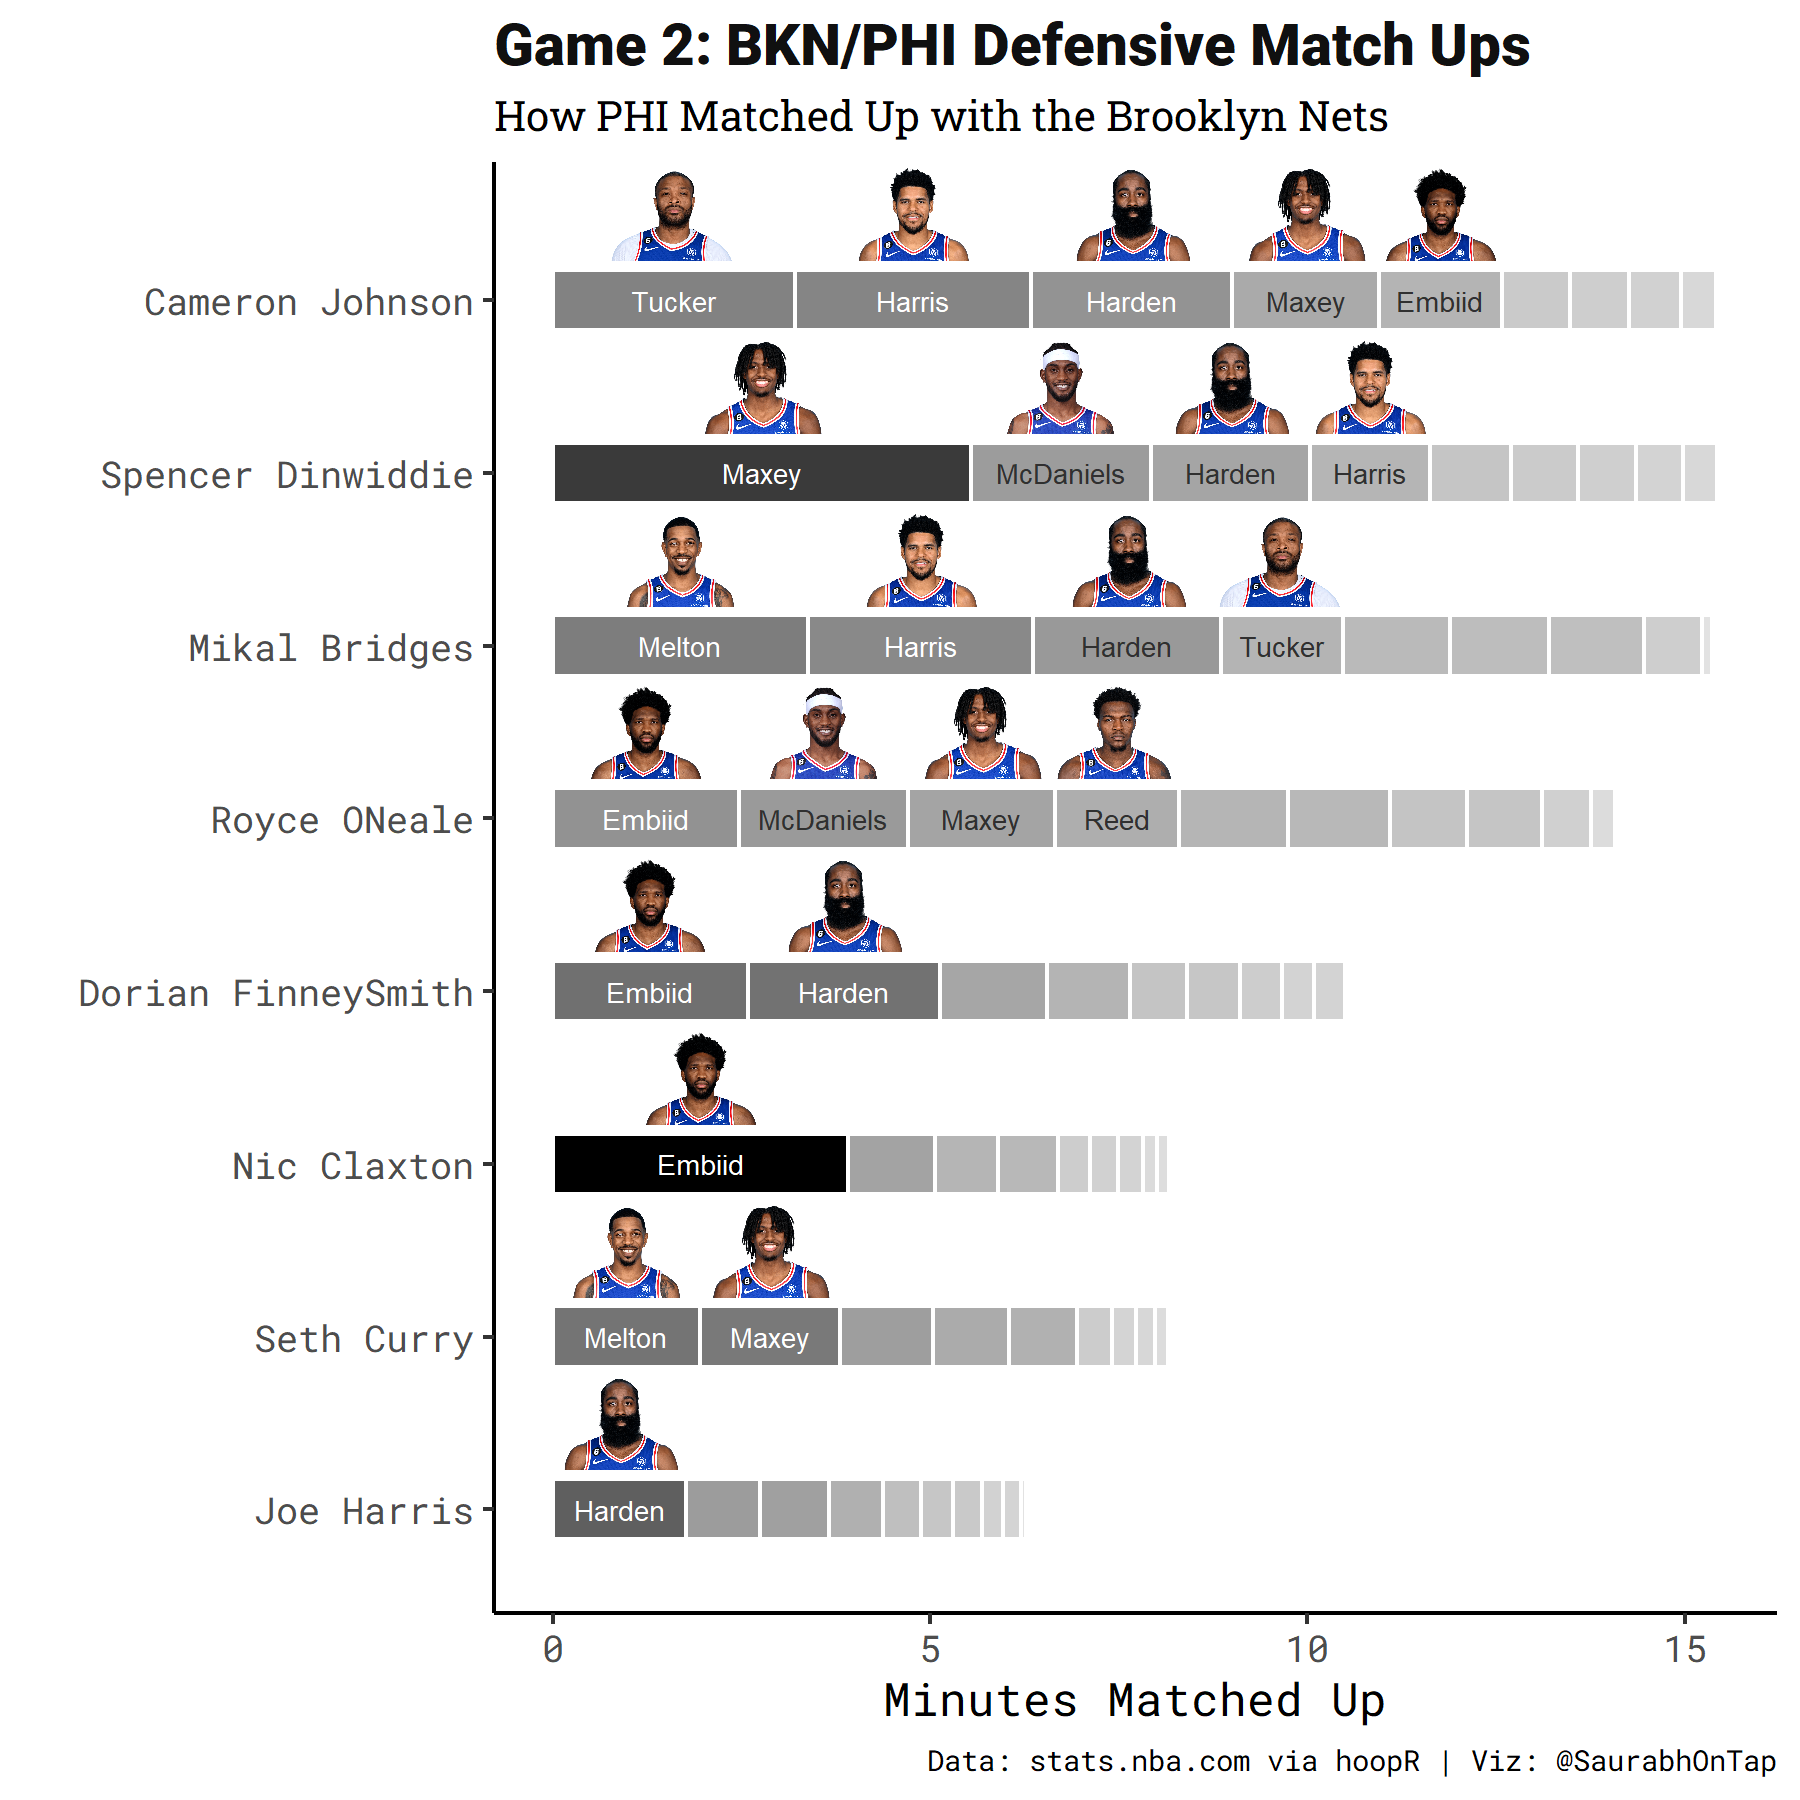 Game 2: BKN/PHI Defensive Match Ups
How PHI Matched Up with the Brooklyn Nets
Cameron Johnson
Tucker Harris Harden Maxey Embiid
Spencer Dinwiddie
Maxey McDaniels Harden Harris
Mikal Bridges
Melton Harris Harden Tucker
Royce ONeale
Embiid McDaniels Maxey Reed
Dorian FinneySmith
Embiid Harden
Nic Claxton
Embiid
Seth Curry
Melton Maxey
Joe Harris
Harden
0 5 10 15
Minutes Matched Up
Data: stats.nba.com via hoopR | Viz: @SaurabhOnTap